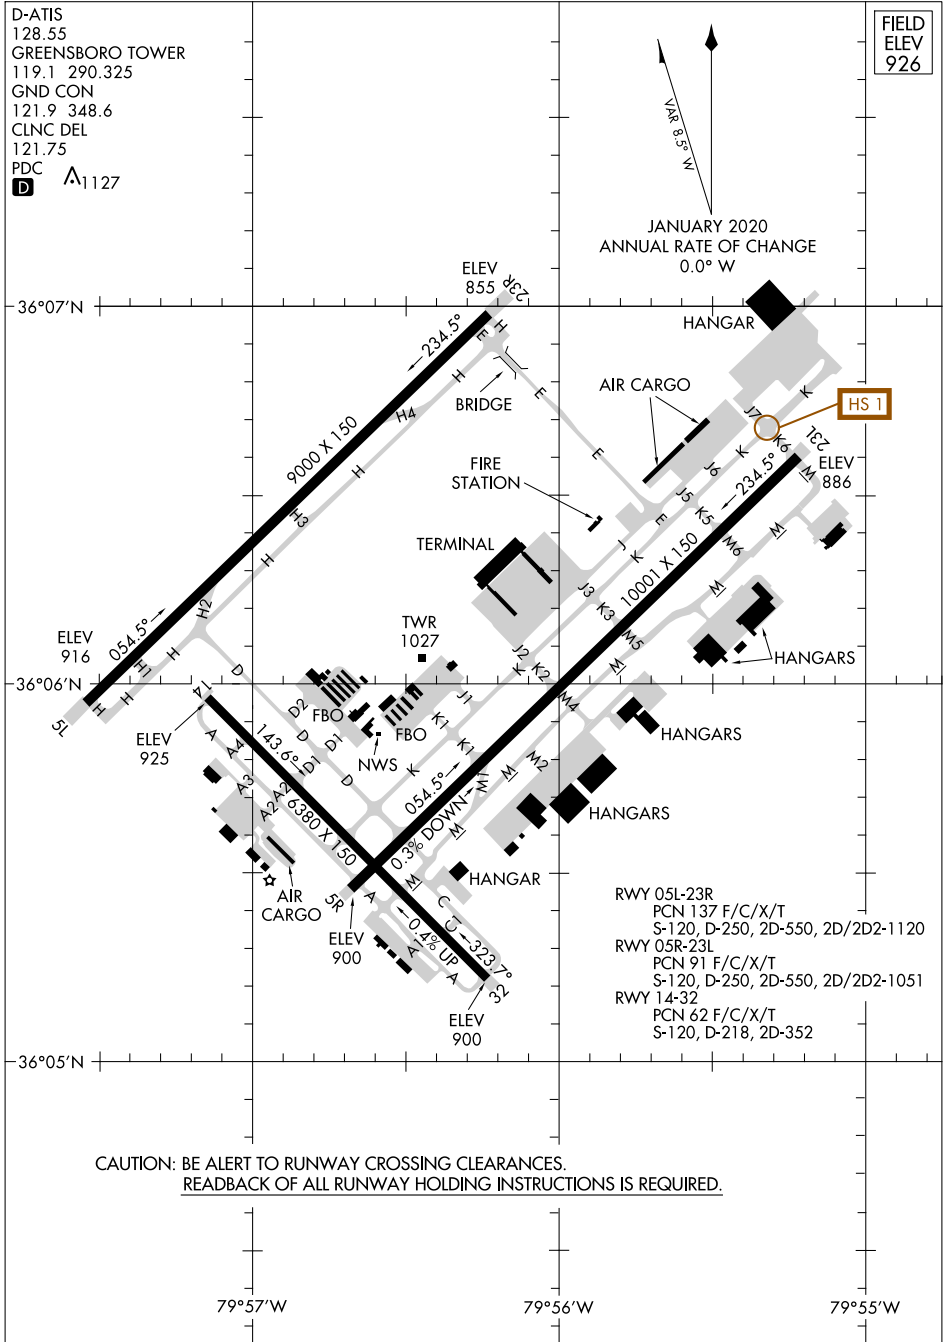 D-ATIS
128.55
GREENSBORO TOWER
119.1 290.325
GND CON
121.9 348.6
CLNC DEL
121.75
PDC
D
1127
FIELD
ELEV
926
VAR 8.5° W
JANUARY 2020
ANNUAL RATE OF CHANGE
0.0° W
36°07'N
ELEV
855
23R
H
E
234.5°
HANGAR
BRIDGE
E
H
H4
9000 X 150
AIR CARGO
K
J7
HS 1
K6
23L
K
J6
234.5°
M
ELEV
886
FIRE
STATION
E
H
H3
J5
K5
E
M6
M
TERMINAL
J
K
10001 X 150
H
M
J3
K3
M5
H2
054.5°
ELEV
916
H1
H
H
H
5L
D
TWR
1027
J2
K2
K
M
HANGARS
36°06'N
14
ELEV
925
D2
FBO
D
D1
J1
K1
K1
M4
HANGARS
A
A4
143.6°
D1
NWS
FBO
K
D
M2
M
M1
A3
A2
A2
6380 X 150
054.5°
0.3% DOWN
M
HANGARS
AIR
CARGO
5R
A
M
HANGAR
C
C1
ELEV
900
A1
0.4% UP
A
323.7°
32
ELEV
900
RWY 05L-23R
PCN 137 F/C/X/T
S-120, D-250, 2D-550, 2D/2D2-1120
RWY 05R-23L
PCN 91 F/C/X/T
S-120, D-250, 2D-550, 2D/2D2-1051
RWY 14-32
PCN 62 F/C/X/T
S-120, D-218, 2D-352
36°05'N
CAUTION: BE ALERT TO RUNWAY CROSSING CLEARANCES.
READBACK OF ALL RUNWAY HOLDING INSTRUCTIONS IS REQUIRED.
79°57'W
79°56'W
79°55'W